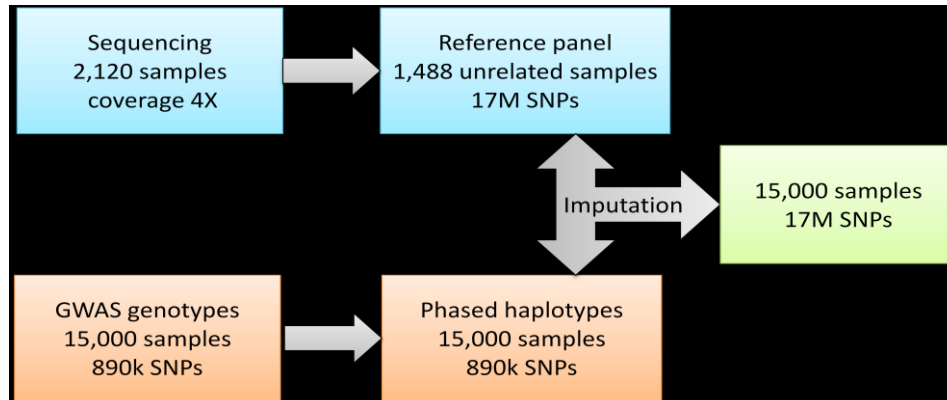 Sequencing
2,120 samples
coverage 4X
Reference panel
1,488 unrelated samples
17M SNPs
Imputation
15,000 samples
17M SNPs
GWAS genotypes
15,000 samples
890k SNPs
Phased haplotypes
15,000 samples
890k SNPs